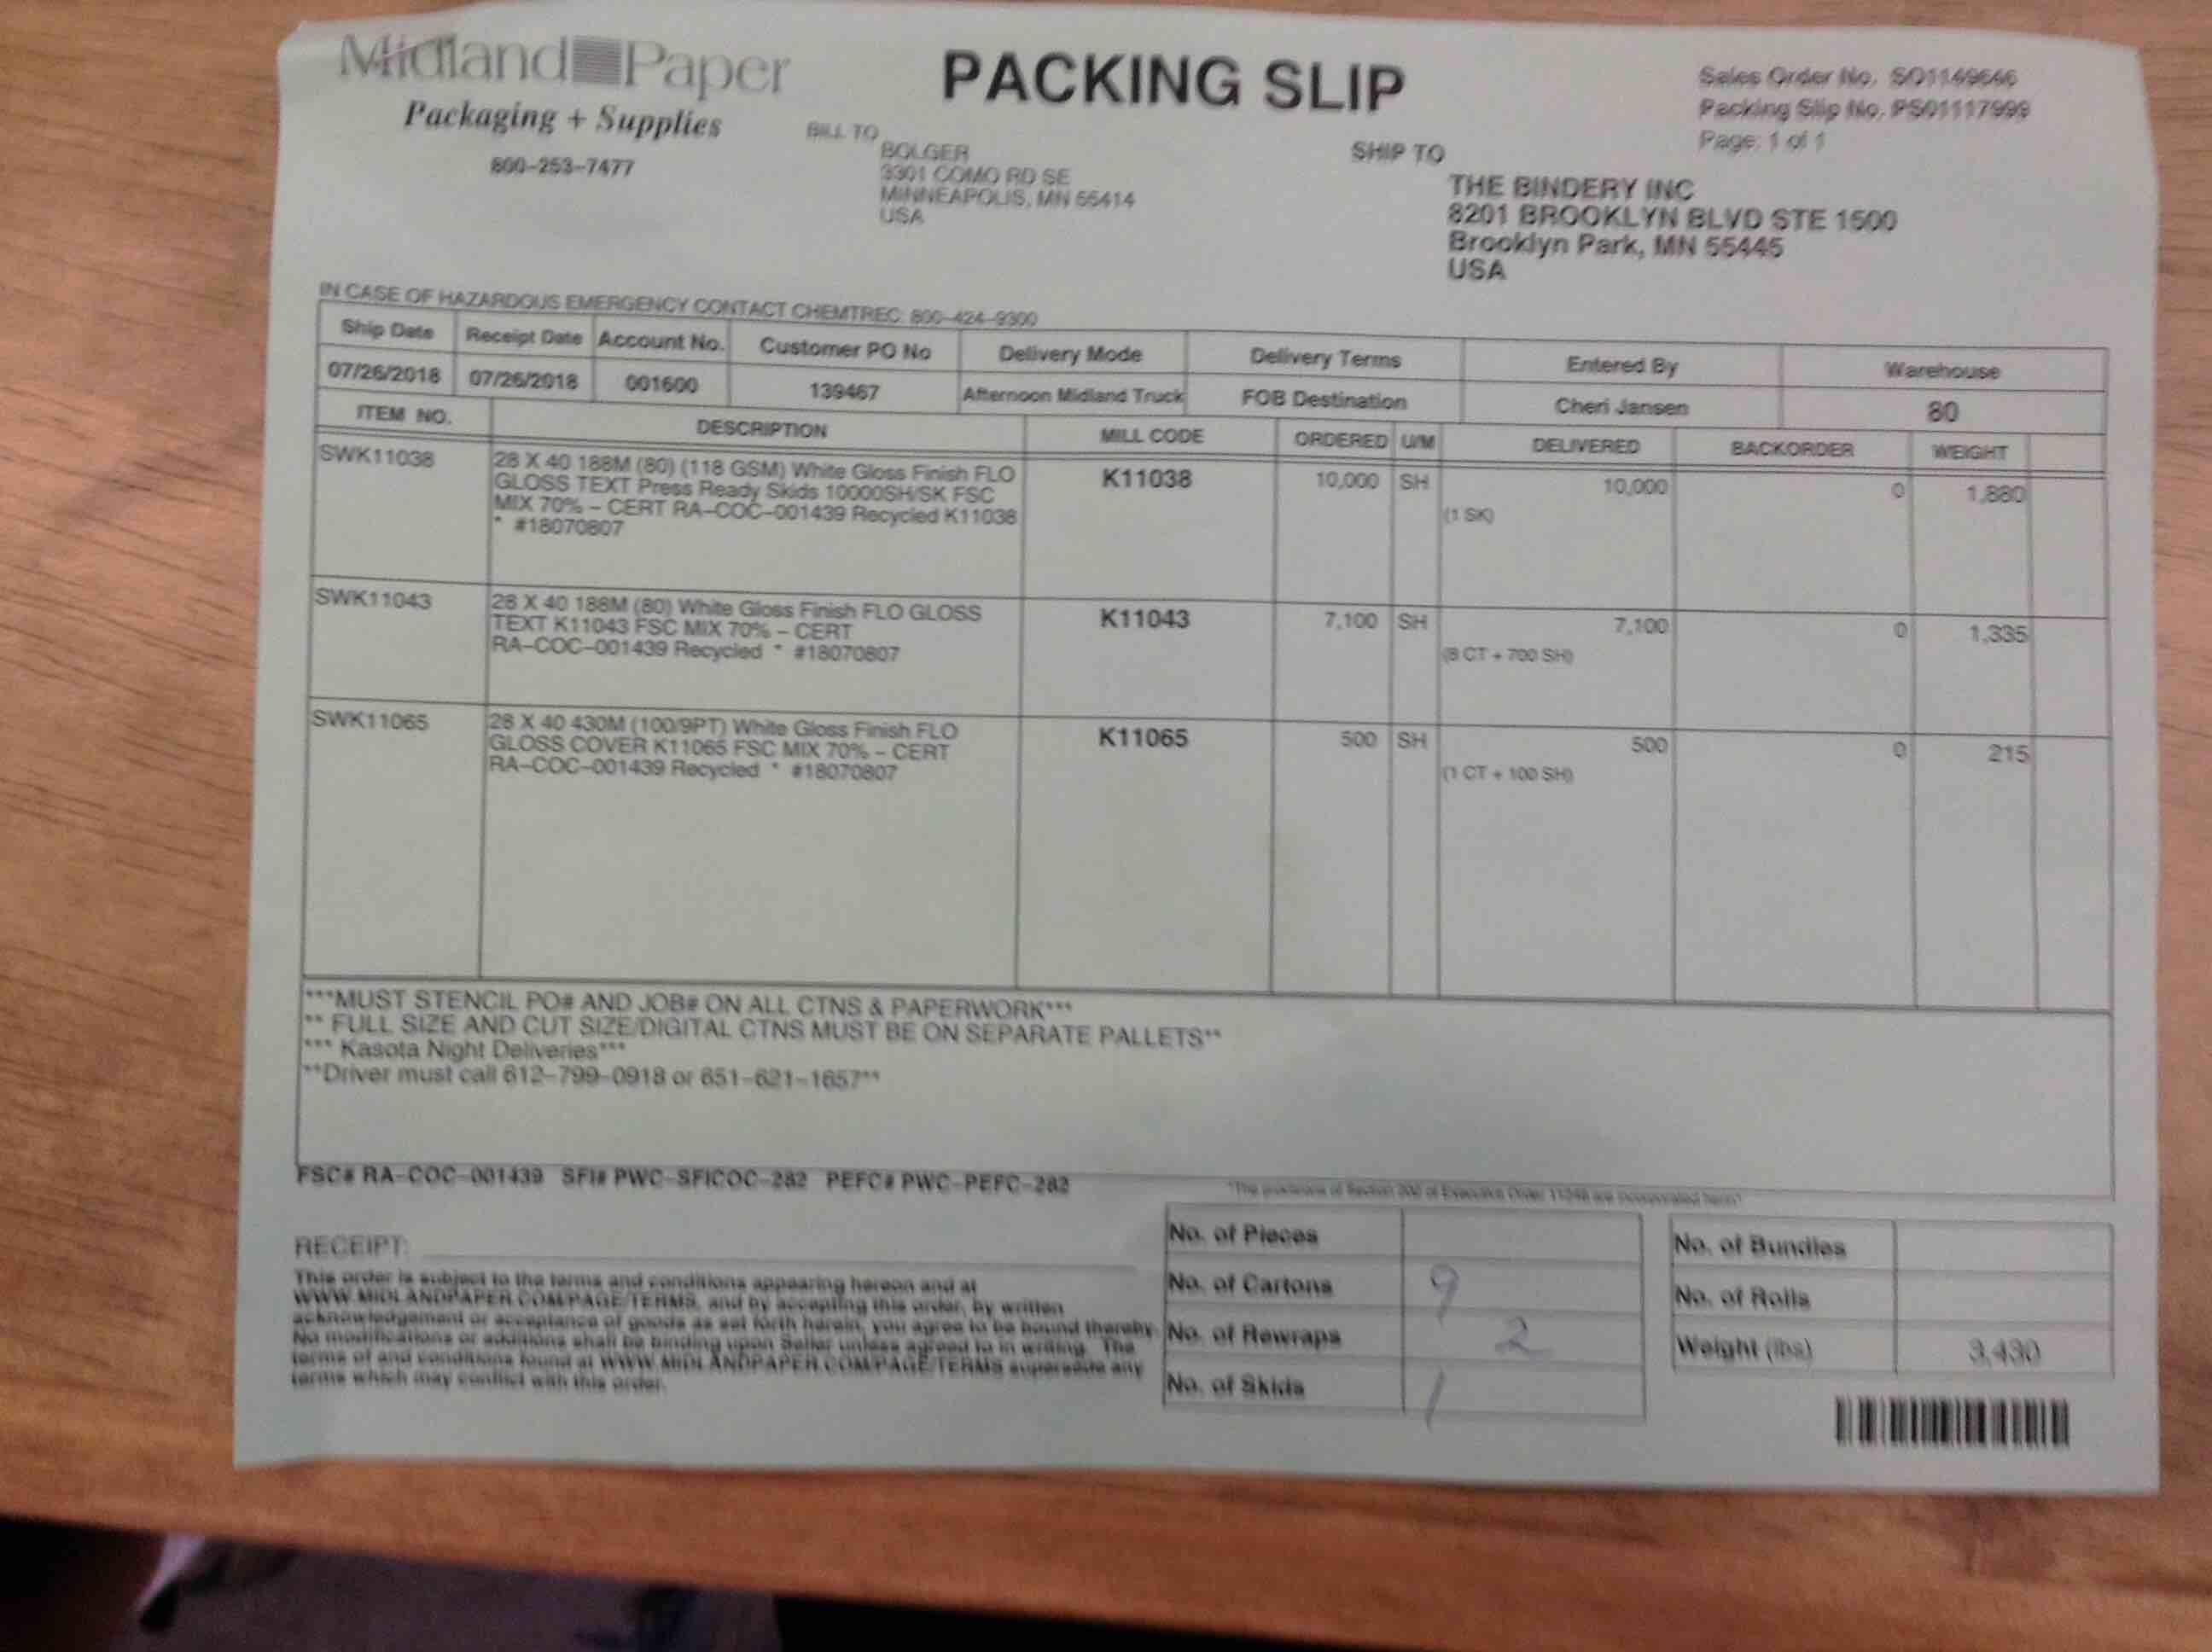 Midland Paper
Packaging + Supplies
800-253-7477
PACKING SLIP
Sales Order No. SO1149646
Packing Slip No. PS01117999
Page: 1 of 1
BILL TO
BOLGER
3301 COMO RD SE
MINNEAPOLIS, MN 55414
USA
SHIP TO
THE BINDERY INC
8201 BROOKLYN BLVD STE 1500
Brooklyn Park, MN 55445
USA
IN CASE OF HAZARDOUS EMERGENCY CONTACT CHEMTREC: 800-424-9300
Ship Date Receipt Date Account No. Customer PO No Delivery Mode Delivery Terms Entered By Warehouse
07/26/2018 07/26/2018 001600 139467 Afternoon Midland Truck FOB Destination Cheri Jansen 80
ITEM NO. DESCRIPTION MILL CODE ORDERED U/M DELIVERED BACKORDER WEIGHT
SWK11038 28 X 40 188M (80) (118 GSM) White Gloss Finish FLO K11038 10,000 SH 10,000 0 1,880
GLOSS TEXT Press Ready Skids 10000SH/SK FSC (1 SK)
MIX 70% - CERT RA-COC-001439 Recycled K11038
* #18070807
SWK11043 28 X 40 188M (80) White Gloss Finish FLO GLOSS K11043 7,100 SH 7,100 0 1,335
TEXT K11043 FSC MIX 70% - CERT (8 CT + 700 SH)
RA-COC-001439 Recycled * #18070807
SWK11065 28 X 40 430M (100/9PT) White Gloss Finish FLO K11065 500 SH 500 0 215
GLOSS COVER K11065 FSC MIX 70% - CERT (1 CT + 100 SH)
RA-COC-001439 Recycled * #18070807
***MUST STENCIL PO# AND JOB# ON ALL CTNS & PAPERWORK***
** FULL SIZE AND CUT SIZE/DIGITAL CTNS MUST BE ON SEPARATE PALLETS**
*** Kasota Night Deliveries***
**Driver must call 612-799-0918 or 651-621-1657**
FSC# RA-COC-001439 SFI# PWC-SFICOC-282 PEFC# PWC-PEFC-282
"The provisions of Section 202 of Executive Order 11246 are incorporated herein"
RECEIPT:
This order is subject to the terms and conditions appearing hereon and at
WWW.MIDLANDPAPER.COM/PAGE/TERMS, and by accepting this order, by written
acknowledgement or acceptance of goods as set forth herein, you agree to be bound thereby.
No modifications or additions shall be binding upon Seller unless agreed to in writing. The
terms of and conditions found at WWW.MIDLANDPAPER.COM/PAGE/TERMS supersede any
terms which may conflict with this order.
No. of Pieces
No. of Cartons 9
No. of Rewraps 2
No. of Skids 1
No. of Bundles
No. of Rolls
Weight (lbs) 3,430